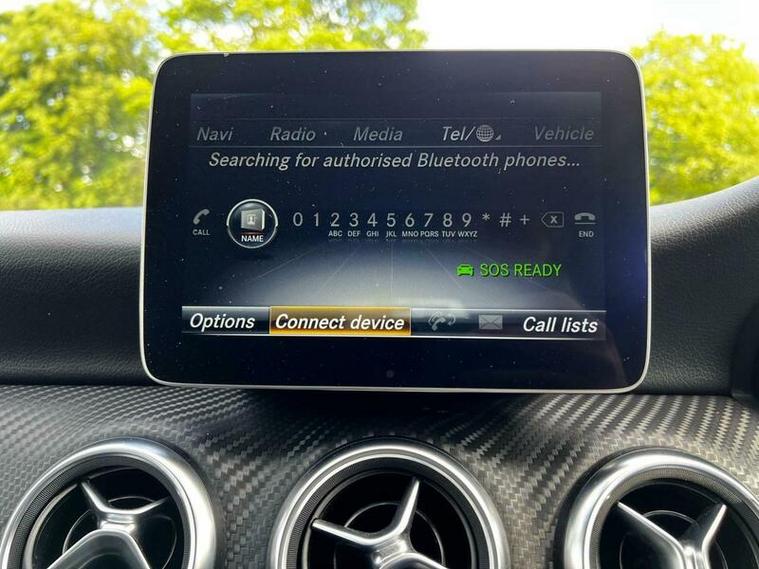 Navi Radio Media Tel/ Vehicle
Searching for authorised Bluetooth phones...
CALL NAME 0 1 2 3 4 5 6 7 8 9 * # + X END
ABC DEF GHI JKL MNO PQRS TUV WXYZ
SOS READY
Options Connect device Call lists